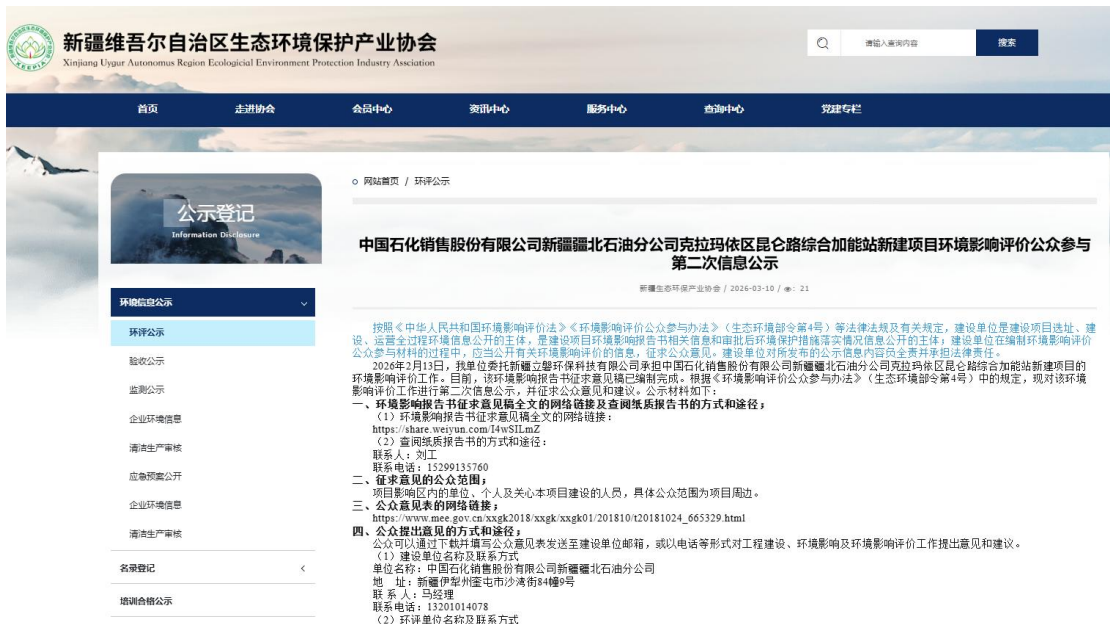 新疆维吾尔自治区生态环境保护产业协会
Xinjiang Uygur Autonomus Region Ecologicial Environment Protection Industry Assciation
请输入查询内容
搜索
首页
走进协会
会员中心
资讯中心
服务中心
查询中心
党建专栏
公示登记
Information Disclosure
环境信息公示
环评公示
验收公示
监测公示
企业环境信息
清洁生产审核
应急预案公开
企业环境信息
清洁生产审核
名录登记
培训合格公示
网站首页 / 环评公示
中国石化销售股份有限公司新疆疆北石油分公司克拉玛依区昆仑路综合加能站新建项目环境影响评价公众参与
第二次信息公示
新疆生态环保产业协会 / 2026-03-10 / : 21
按照《中华人民共和国环境影响评价法》《环境影响评价公众参与办法》（生态环境部令第4号）等法律法规及有关规定，建设单位是建设项目选址、建
设、运营全过程环境信息公开的主体，是建设项目环境影响报告书相关信息和审批后环境保护措施落实情况信息公开的主体；建设单位在编制环境影响评价
公众参与材料的过程中，应当公开有关环境影响评价的信息，征求公众意见。建设单位对所发布的公示信息内容员全责并承担法律责任。
2026年2月13日，我单位委托新疆立磐环保科技有限公司承担中国石化销售股份有限公司新疆疆北石油分公司克拉玛依区昆仑路综合加能站新建项目的
环境影响评价工作。目前，该环境影响报告书征求意见稿已编制完成。根据《环境影响评价公众参与办法》（生态环境部令第4号）中的规定，现对该环境
影响评价工作进行第二次信息公示，并征求公众意见和建议。公示材料如下：
一、环境影响报告书征求意见稿全文的网络链接及查阅纸质报告书的方式和途径；
（1）环境影响报告书征求意见稿全文的网络链接：
https://share.weiyun.com/I4wSILmZ
（2）查阅纸质报告书的方式和途径：
联系人：刘工
联系电话：15299135760
二、征求意见的公众范围；
项目影响区内的单位、个人及关心本项目建设的人员，具体公众范围为项目周边。
三、公众意见表的网络链接；
https://www.mee.gov.cn/xxgk2018/xxgk/xxgk01/201810/t20181024_665329.html
四、公众提出意见的方式和途径；
公众可以通过下载并填写公众意见表发送至建设单位邮箱，或以电话等形式对工程建设、环境影响及环境影响评价工作提出意见和建议。
（1）建设单位名称及联系方式
单位名称：中国石化销售股份有限公司新疆疆北石油分公司
地 址：新疆伊犁州奎屯市沙湾街84幢9号
联 系 人：马经理
联系电话：13201014078
（2）环评单位名称及联系方式